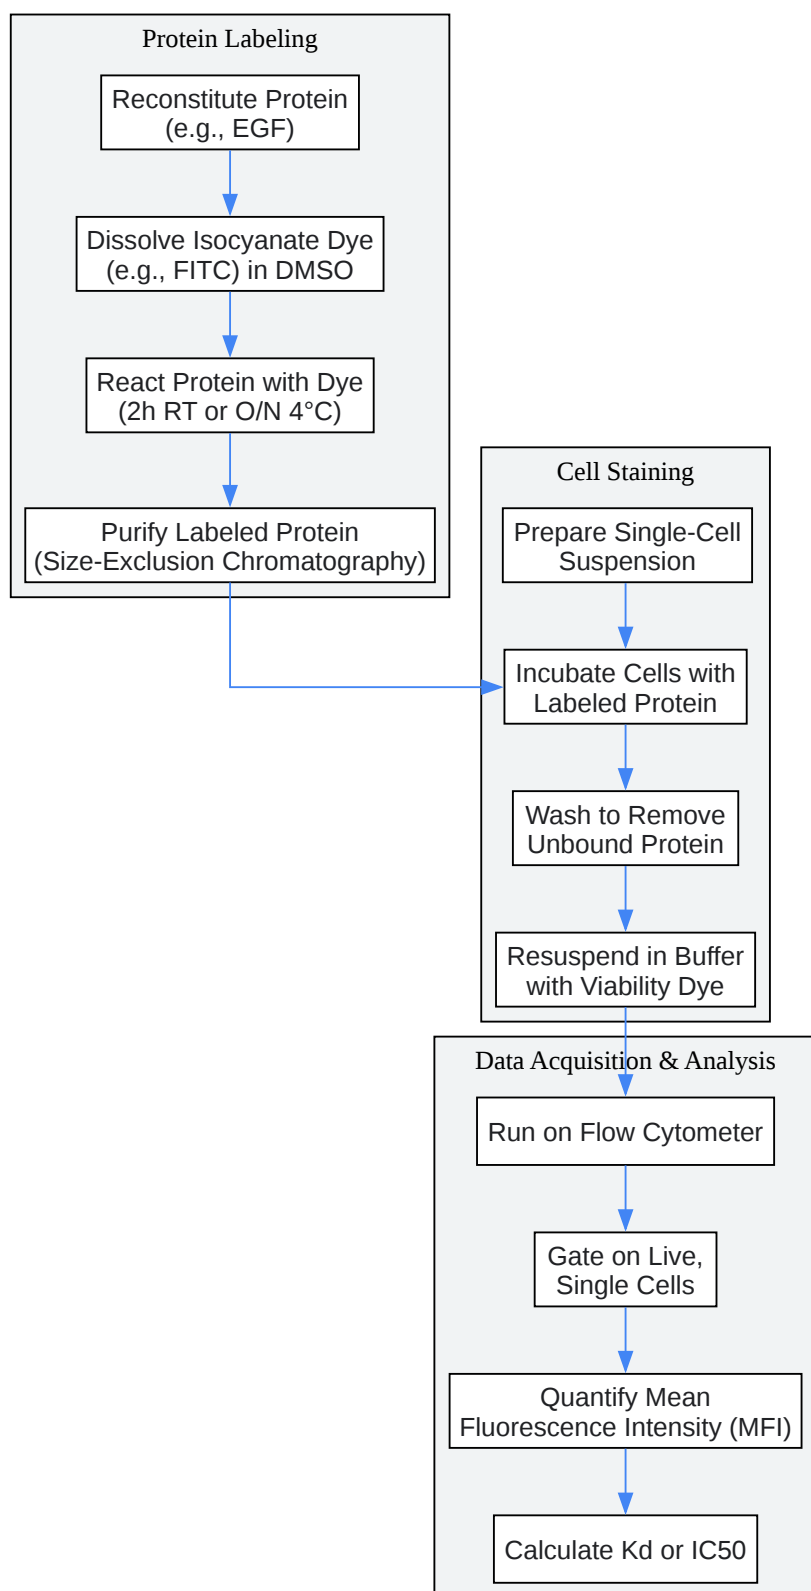 Protein Labeling
Reconstitute Protein
(e.g., EGF)
Dissolve Isocyanate Dye
(e.g., FITC) in DMSO
React Protein with Dye
(2h RT or O/N 4°C)
Purify Labeled Protein
(Size-Exclusion Chromatography)
Cell Staining
Prepare Single-Cell
Suspension
Incubate Cells with
Labeled Protein
Wash to Remove
Unbound Protein
Resuspend in Buffer
with Viability Dye
Data Acquisition & Analysis
Run on Flow Cytometer
Gate on Live,
Single Cells
Quantify Mean
Fluorescence Intensity (MFI)
Calculate Kd or IC50